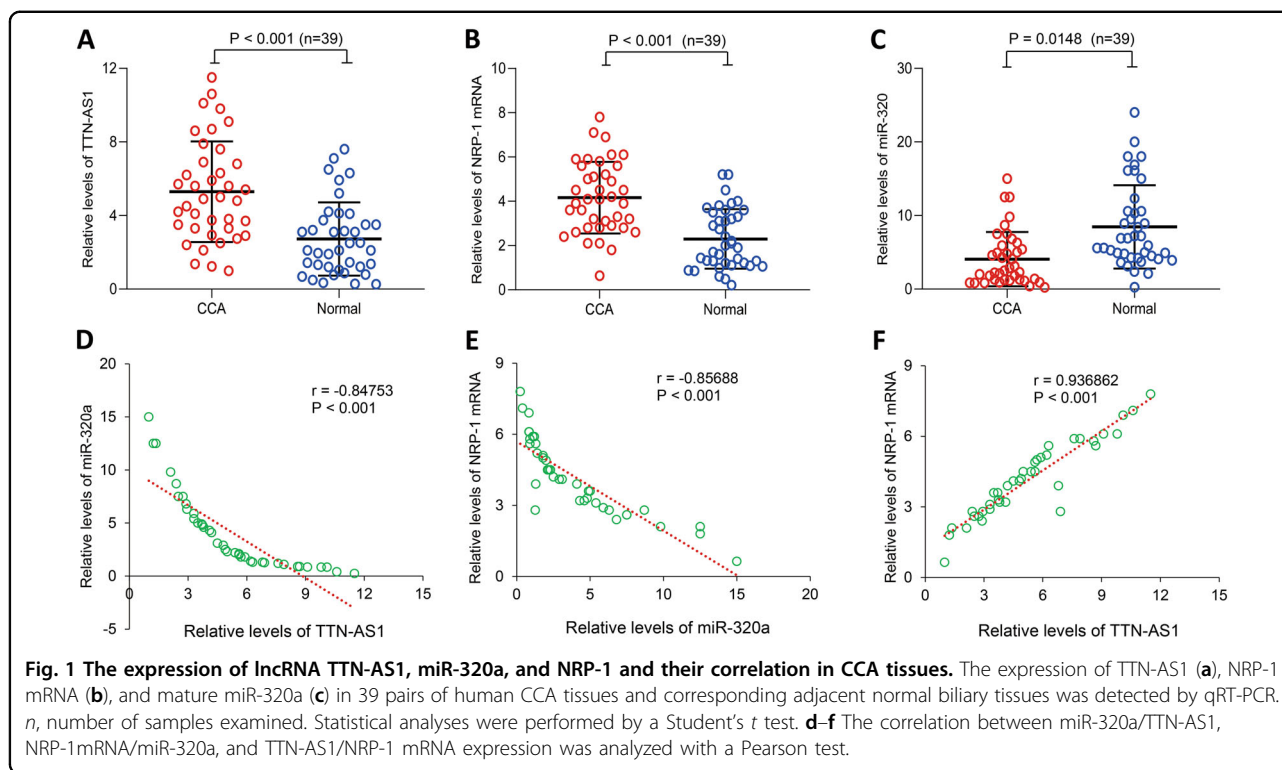 A
P < 0.001 (n=39)
Relative levels of TTN-AS1
12
8
4
0
CCA
Normal
B
P < 0.001 (n=39)
Relative levels of NRP-1 mRNA
10
8
6
4
2
0
CCA
Normal
C
P = 0.0148 (n=39)
Relative levels of miR-320
30
20
10
0
CCA
Normal
D
Relative levels of miR-320a
20
15
10
5
0
-5
r = -0.84753
P < 0.001
0 3 6 9 12 15
Relative levels of TTN-AS1
E
Relative levels of NRP-1 mRNA
9
6
3
0
r = -0.85688
P < 0.001
0 5 10 15 20
Relative levels of miR-320a
F
Relative levels of NRP-1 mRNA
9
6
3
0
r = 0.936862
P < 0.001
0 3 6 9 12 15
Relative levels of TTN-AS1
Fig. 1 The expression of lncRNA TTN-AS1, miR-320a, and NRP-1 and their correlation in CCA tissues. The expression of TTN-AS1 (a), NRP-1
mRNA (b), and mature miR-320a (c) in 39 pairs of human CCA tissues and corresponding adjacent normal biliary tissues was detected by qRT-PCR.
n, number of samples examined. Statistical analyses were performed by a Student's t test. d–f The correlation between miR-320a/TTN-AS1,
NRP-1mRNA/miR-320a, and TTN-AS1/NRP-1 mRNA expression was analyzed with a Pearson test.